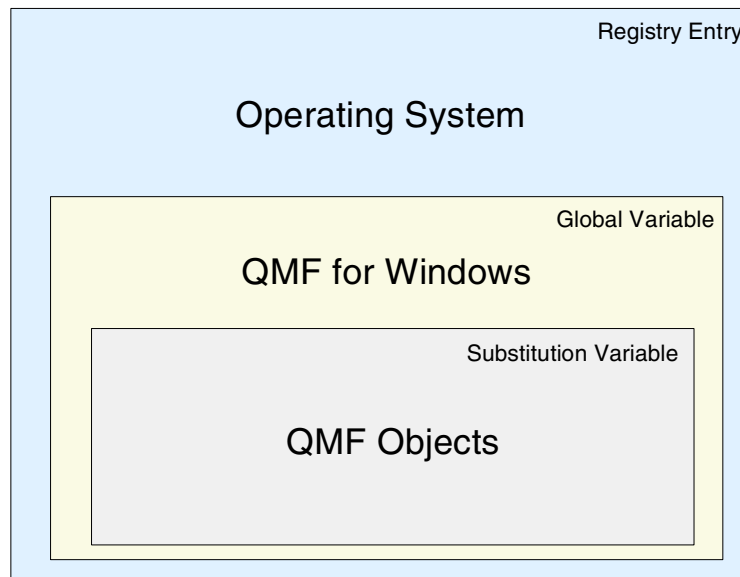 Registry Entry
Operating System
Global Variable
QMF for Windows
Substitution Variable
QMF Objects